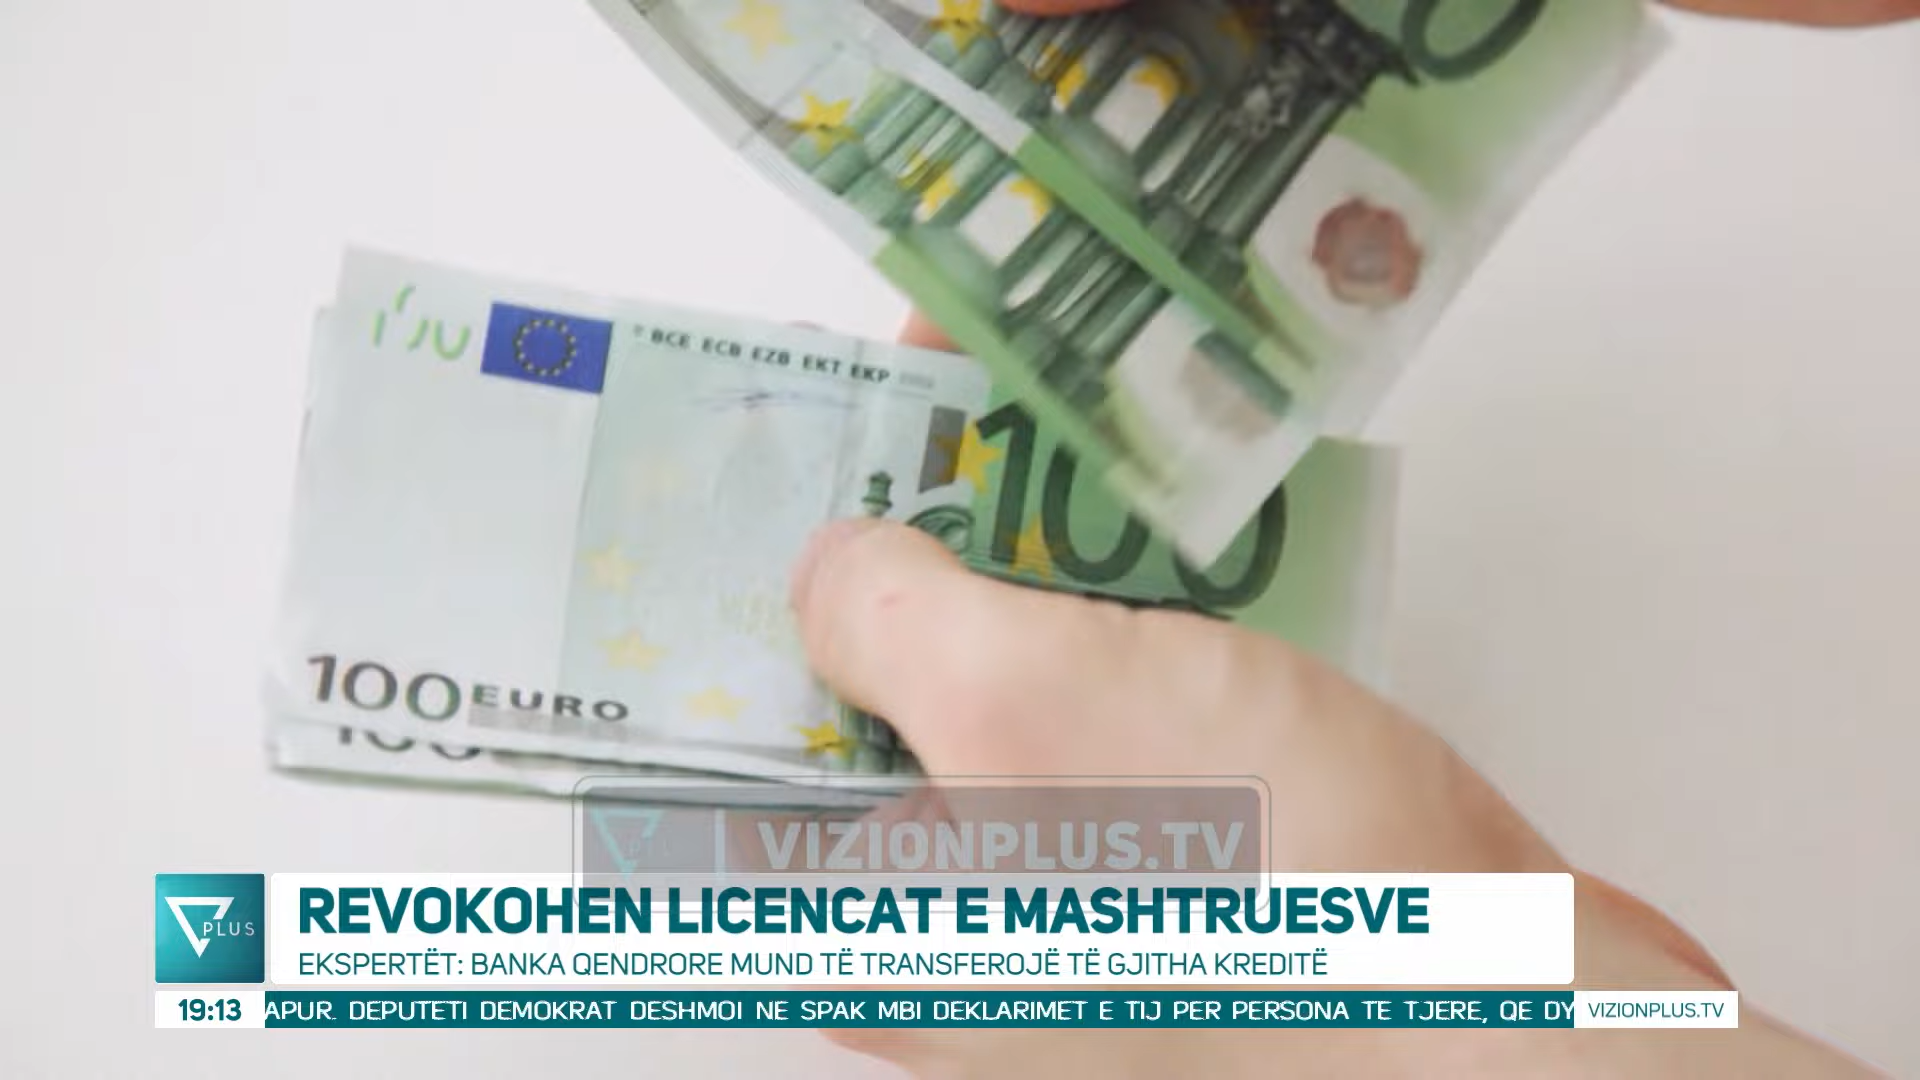 BCE ECB EZB EKT EKP
100
100 EURO
100
VIZIONPLUS.TV
PLUS
REVOKOHEN LICENCAT E MASHTRUESVE
EKSPERTËT: BANKA QENDRORE MUND TË TRANSFEROJË TË GJITHA KREDITË
19:13
APUR. DEPUTETI DEMOKRAT DESHMOI NE SPAK MBI DEKLARIMET E TIJ PER PERSONA TE TJERE, QE DY
VIZIONPLUS.TV